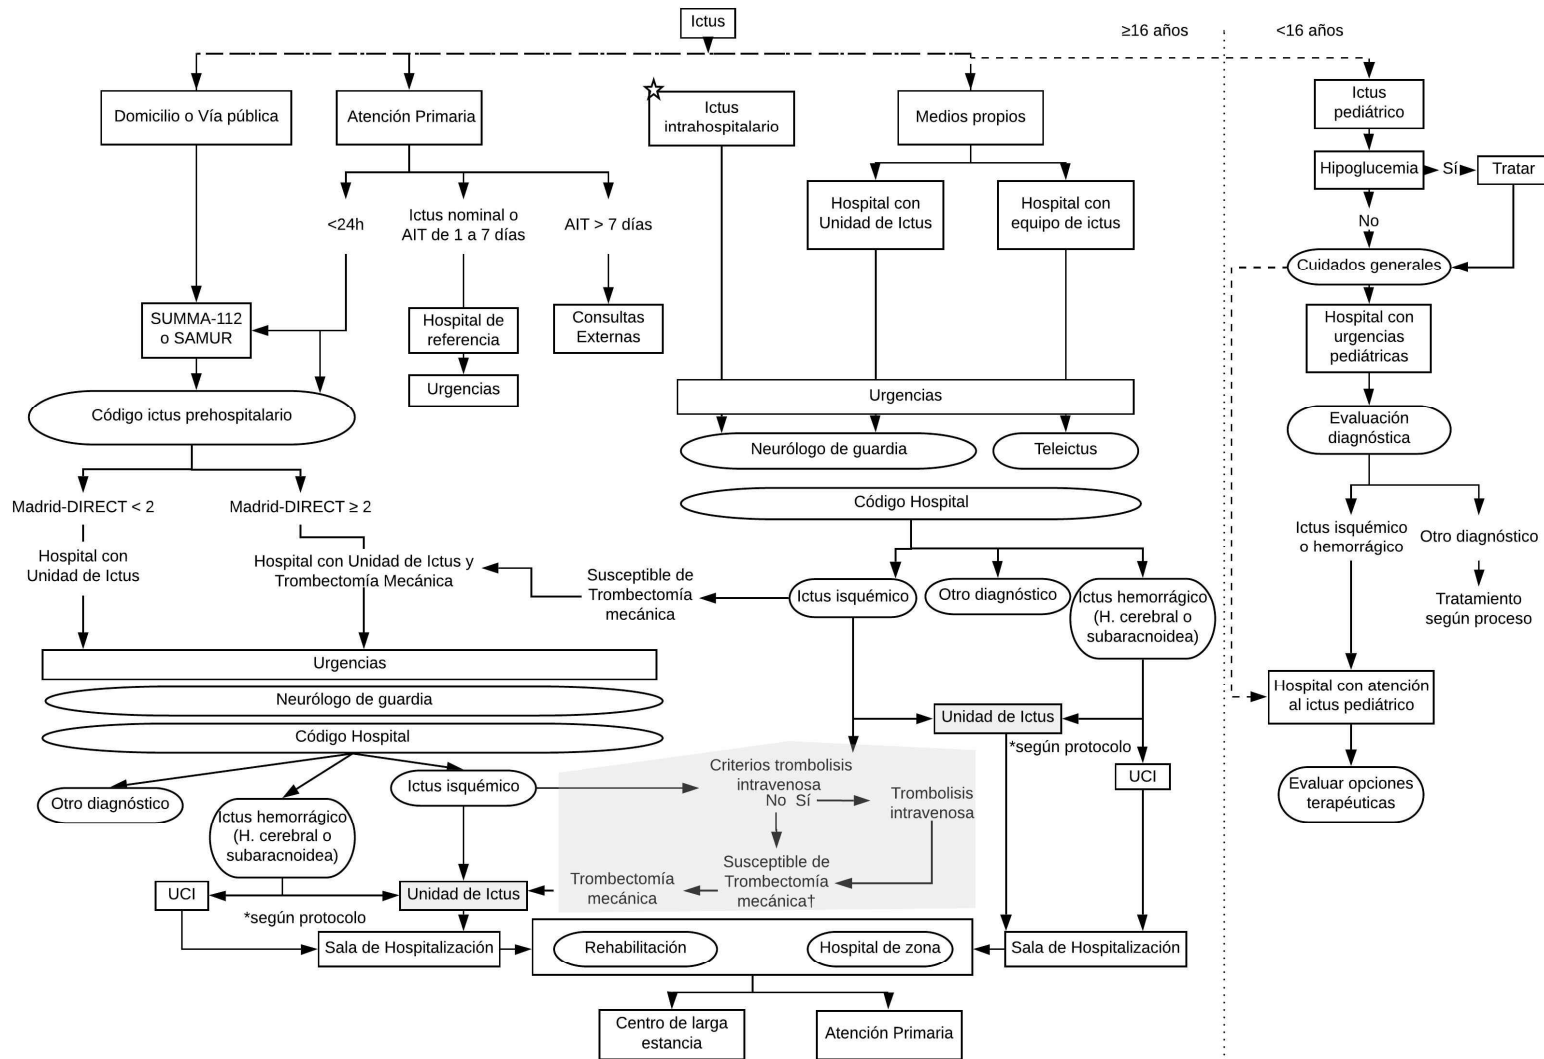 Ictus
≥16 años
<16 años
Domicilio o Vía pública
Atención Primaria
Ictus
intrahospitalario
Medios propios
Ictus
pediátrico
Hipoglucemia
Sí
Tratar
No
Cuidados generales
Hospital con
urgencias
pediátricas
Evaluación
diagnóstica
Ictus isquémico
o hemorrágico
Otro diagnóstico
Tratamiento
según proceso
Hospital con atención
al ictus pediátrico
Evaluar opciones
terapéuticas
<24h
Ictus nominal o
AIT de 1 a 7 días
AIT > 7 días
Hospital con
Unidad de Ictus
Hospital con
equipo de ictus
SUMMA-112
o SAMUR
Hospital de
referencia
Consultas
Externas
Urgencias
Urgencias
Código ictus prehospitalario
Neurólogo de guardia
Teleictus
Código Hospital
Madrid-DIRECT < 2
Madrid-DIRECT ≥ 2
Hospital con
Unidad de Ictus
Hospital con Unidad de Ictus y
Trombectomía Mecánica
Susceptible de
Trombectomía
mecánica
Ictus isquémico
Otro diagnóstico
Ictus hemorrágico
(H. cerebral o
subaracnoidea)
Urgencias
Neurólogo de guardia
Código Hospital
Unidad de Ictus
*según protocolo
UCI
Otro diagnóstico
Ictus hemorrágico
(H. cerebral o
subaracnoidea)
Ictus isquémico
Criterios trombolisis
intravenosa
No Sí
Trombolisis
intravenosa
Susceptible de
Trombectomía
mecánica†
Trombectomía
mecánica
UCI
Unidad de Ictus
*según protocolo
Sala de Hospitalización
Rehabilitación
Hospital de zona
Sala de Hospitalización
Centro de larga
estancia
Atención Primaria